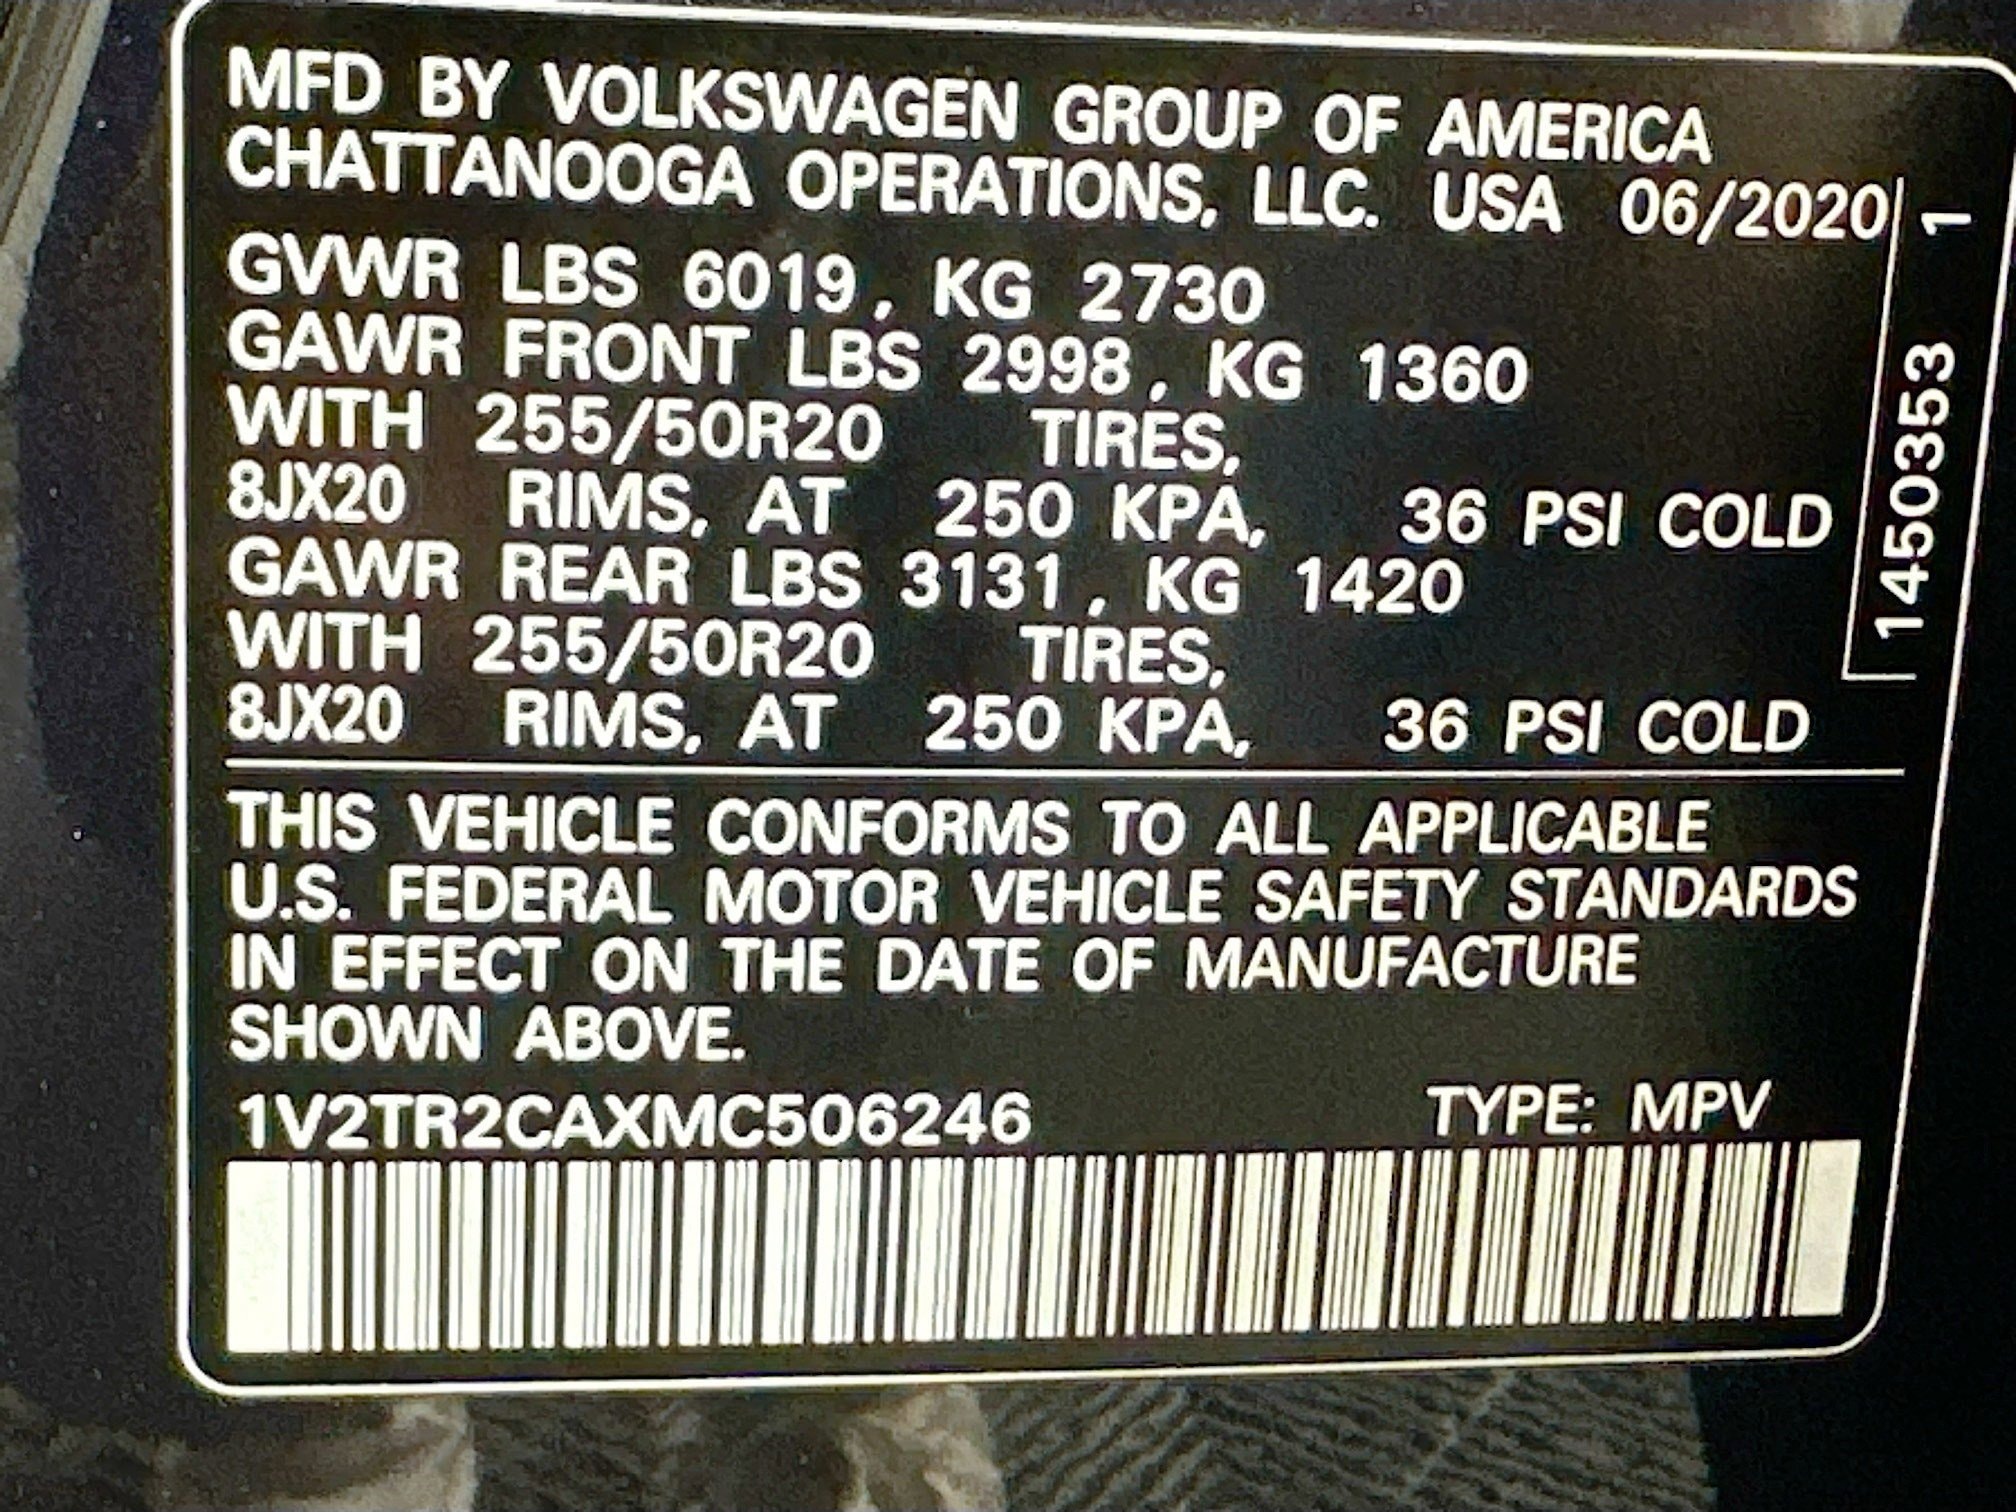 MFD BY VOLKSWAGEN GROUP OF AMERICA
CHATTANOOGA OPERATIONS, LLC. USA 06/2020
GVWR LBS 6019, KG 2730
GAWR FRONT LBS 2998, KG 1360
WITH 255/50R20 TIRES,
8JX20 RIMS, AT 250 KPA, 36 PSI COLD
GAWR REAR LBS 3131, KG 1420
WITH 255/50R20 TIRES,
8JX20 RIMS, AT 250 KPA, 36 PSI COLD
1450353 1
THIS VEHICLE CONFORMS TO ALL APPLICABLE
U.S. FEDERAL MOTOR VEHICLE SAFETY STANDARDS
IN EFFECT ON THE DATE OF MANUFACTURE
SHOWN ABOVE.
1V2TR2CAXMC506246 TYPE: MPV